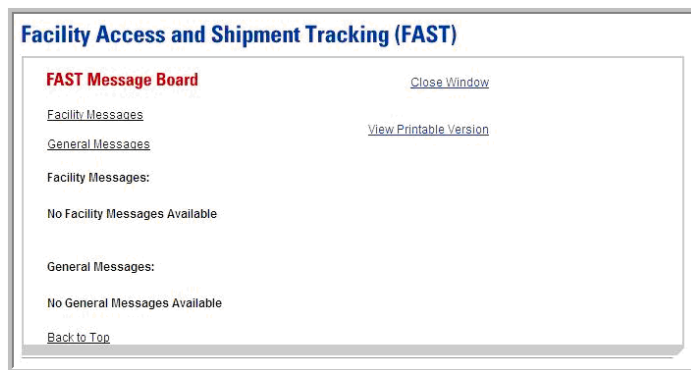 Facility Access and Shipment Tracking (FAST)
FAST Message Board
Close Window
Facility Messages
View Printable Version
General Messages
Facility Messages:
No Facility Messages Available
General Messages:
No General Messages Available
Back to Top